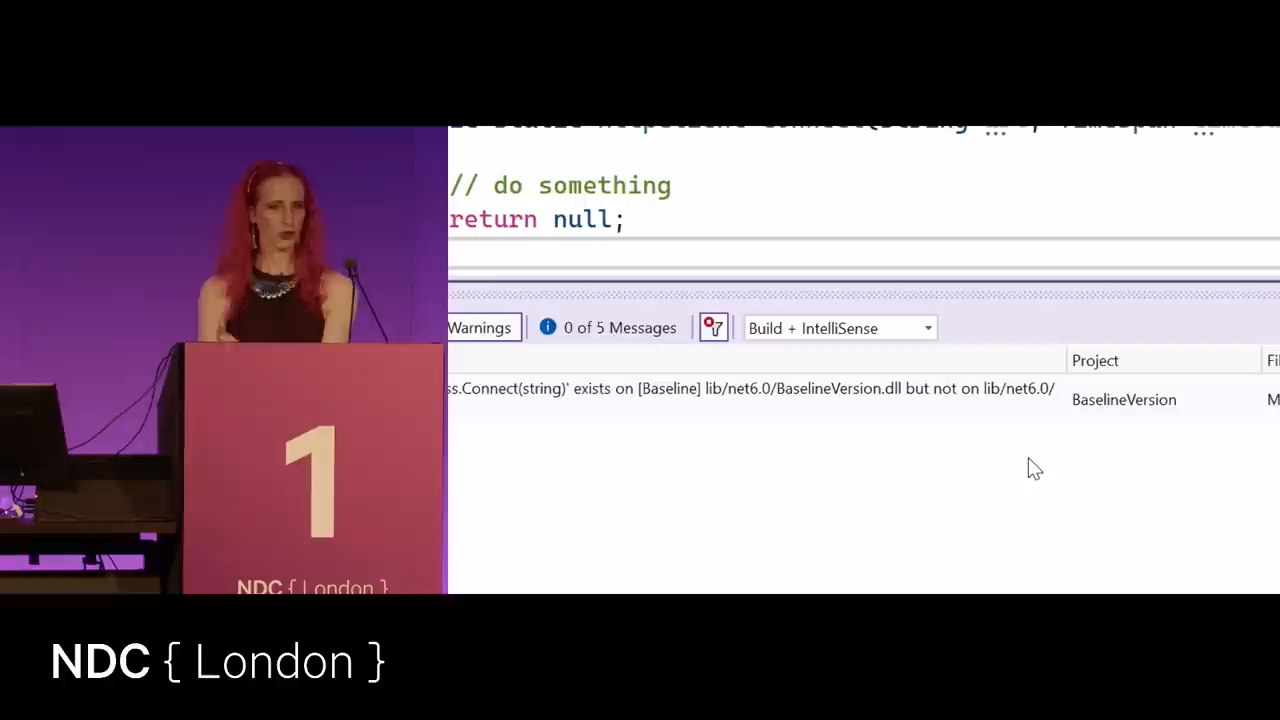 // do something
return null;
Warnings
0 of 5 Messages
Build + IntelliSense
Project
ss.Connect(string)' exists on [Baseline] lib/net6.0/BaselineVersion.dll but not on lib/net6.0/
BaselineVersion
1
NDC { London }
NDC { London }